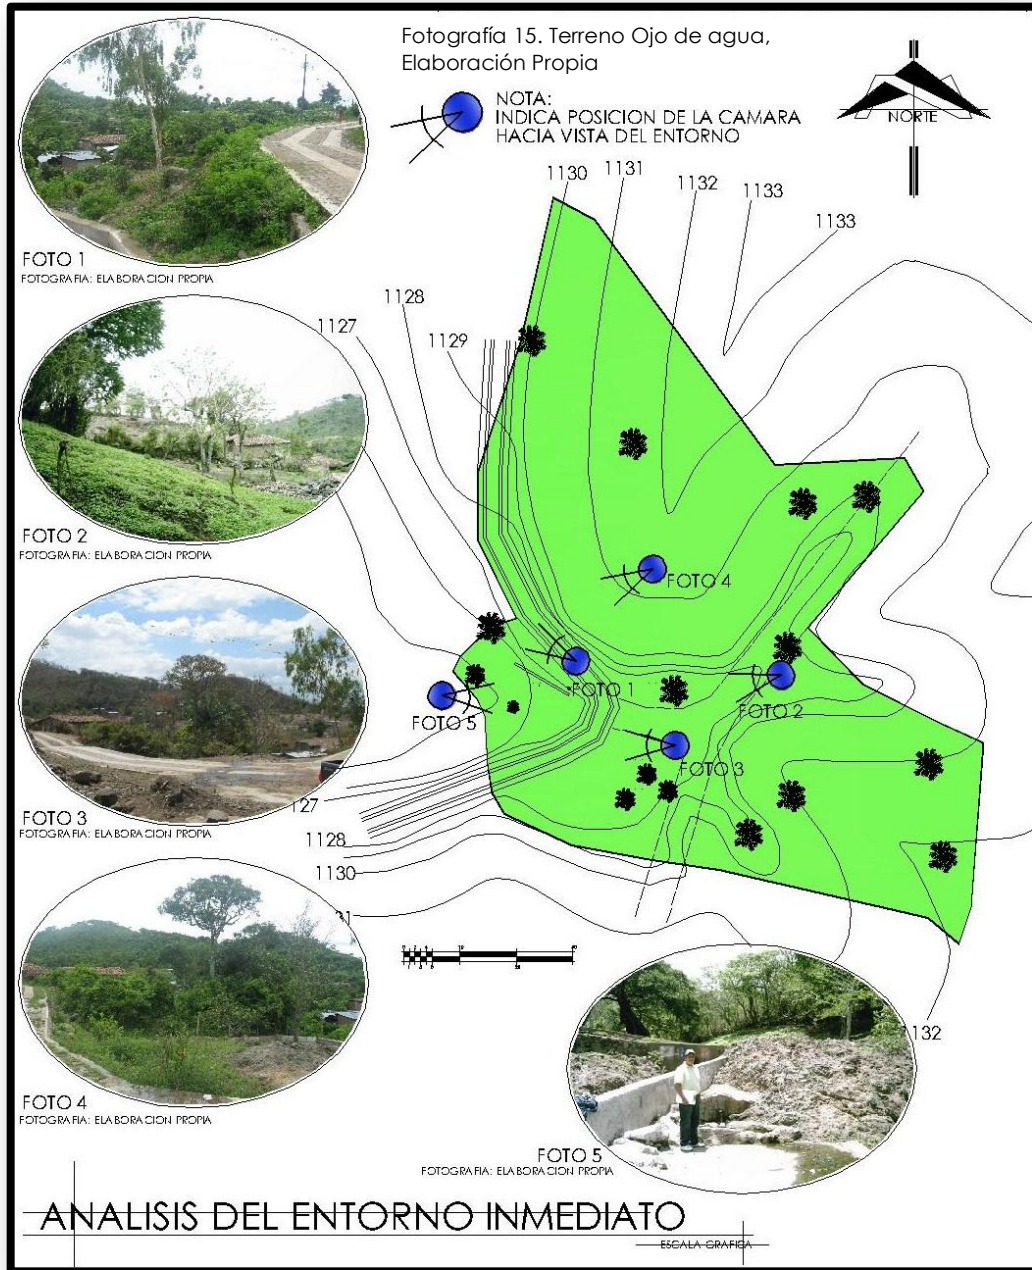 Fotografía 15. Terreno Ojo de agua,
Elaboración Propia
NOTA:
INDICA POSICION DE LA CAMARA
HACIA VISTA DEL ENTORNO
NORTE
1130
1131
1132
1133
1133
FOTO 1
FOTOGRAFIA: ELABORACION PROPIA
1128
1127
1129
FOTO 2
FOTOGRAFIA: ELABORACION PROPIA
FOTO 4
FOTO 1
FOTO 5
FOTO 2
FOTO 3
FOTO 3
FOTOGRAFIA: ELABORACION PROPIA
27
1128
1130
31
1132
FOTO 4
FOTOGRAFIA: ELABORACION PROPIA
FOTO 5
FOTOGRAFIA: ELABORACION PROPIA
ANALISIS DEL ENTORNO INMEDIATO
ESCALA GRAFICA